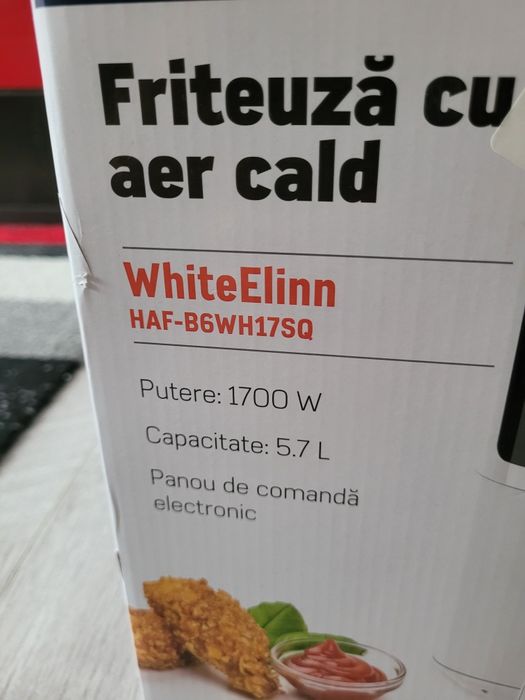 Friteuză cu
aer cald
WhiteElinn
HAF-B6WH17SQ
Putere: 1700 W
Capacitate: 5.7 L
Panou de comandă
electronic